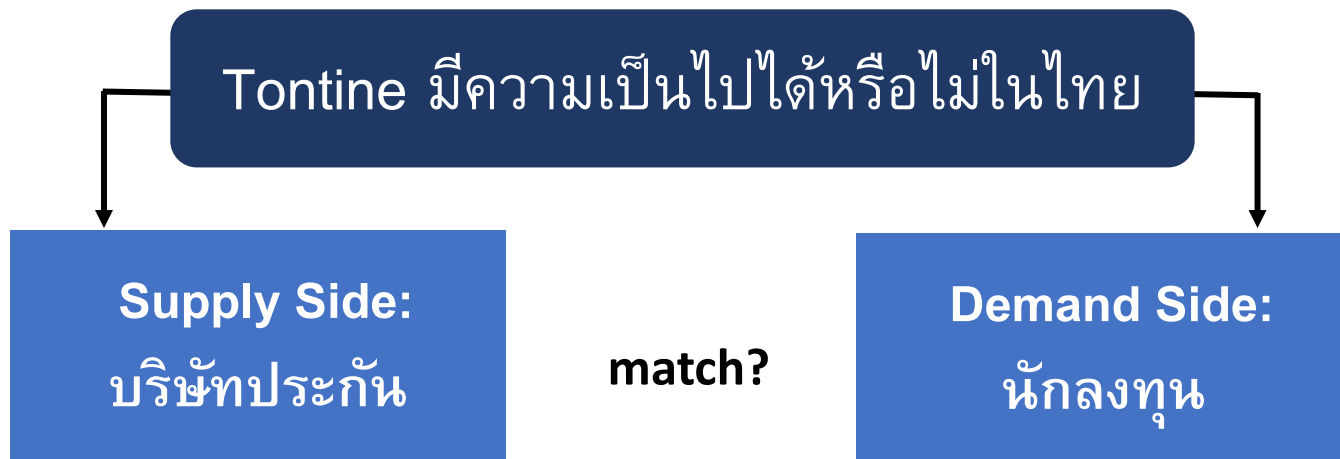 Tontine มีความเป็นไปได้หรือไม่ในไทย
Supply Side:
บริษัทประกัน
match?
Demand Side:
นักลงทุน